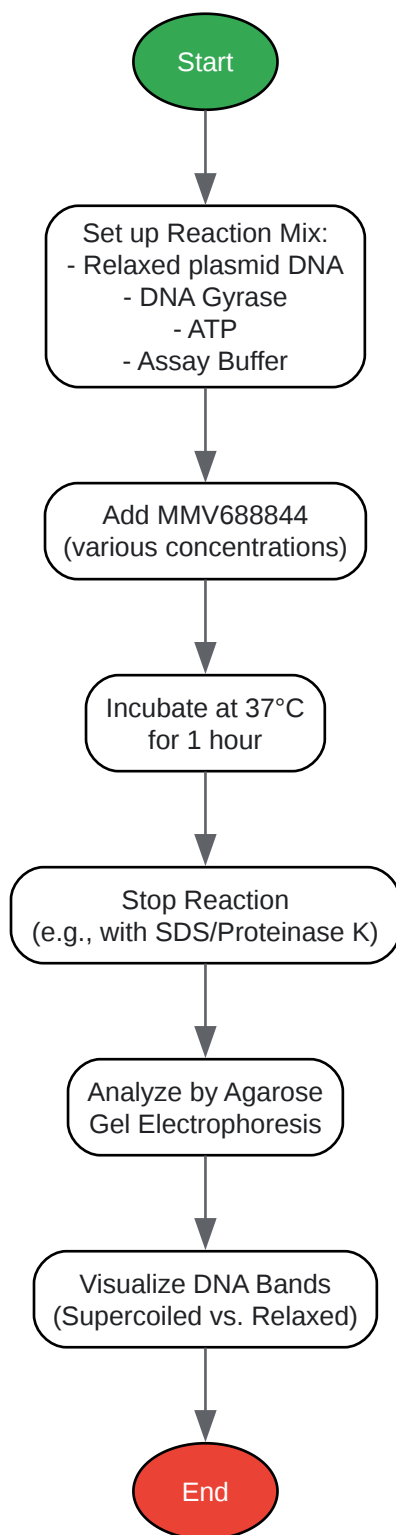 Start
Set up Reaction Mix:
- Relaxed plasmid DNA
- DNA Gyrase
- ATP
- Assay Buffer
Add MMV688844
(various concentrations)
Incubate at 37°C
for 1 hour
Stop Reaction
(e.g., with SDS/Proteinase K)
Analyze by Agarose
Gel Electrophoresis
Visualize DNA Bands
(Supercoiled vs. Relaxed)
End